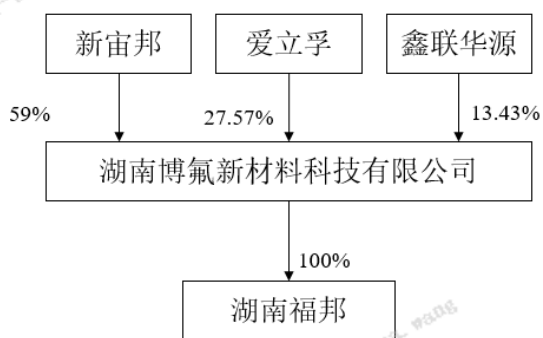 新宙邦
爱立孚
鑫联华源
59%
27.57%
13.43%
湖南博氟新材料科技有限公司
100%
湖南福邦
wang